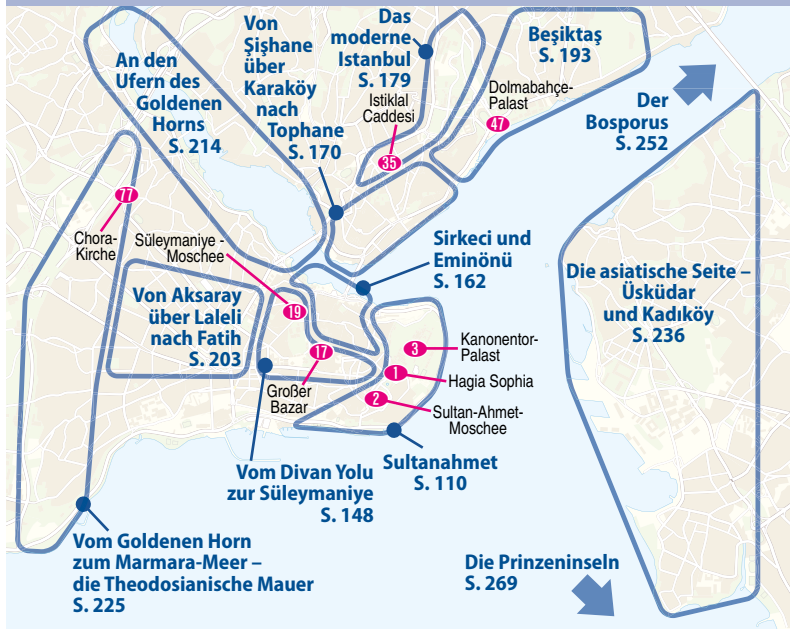 An den
Ufern des
Goldenen
Horns
S. 214
Von
Şişhane
über
Karaköy
nach
Tophane
S. 170
Das
moderne
Istanbul
S. 179
Istiklal
Caddesi
35
Beşiktaş
S. 193
Dolmabahçe-
Palast
47
Der
Bosporus
S. 252
77
Chora-
Kirche
Süleymaniye -
Moschee
19
Sirkeci und
Eminönü
S. 162
Die asiatische Seite –
Üsküdar
und Kadıköy
S. 236
Von Aksaray
über Laleli
nach Fatih
S. 203
17
Großer
Bazar
3
Kanonentor-
Palast
1
Hagia Sophia
2
Sultan-Ahmet-
Moschee
Vom Divan Yolu
zur Süleymaniye
S. 148
Sultanahmet
S. 110
Vom Goldenen Horn
zum Marmara-Meer –
die Theodosianische Mauer
S. 225
Die Prinzeninseln
S. 269